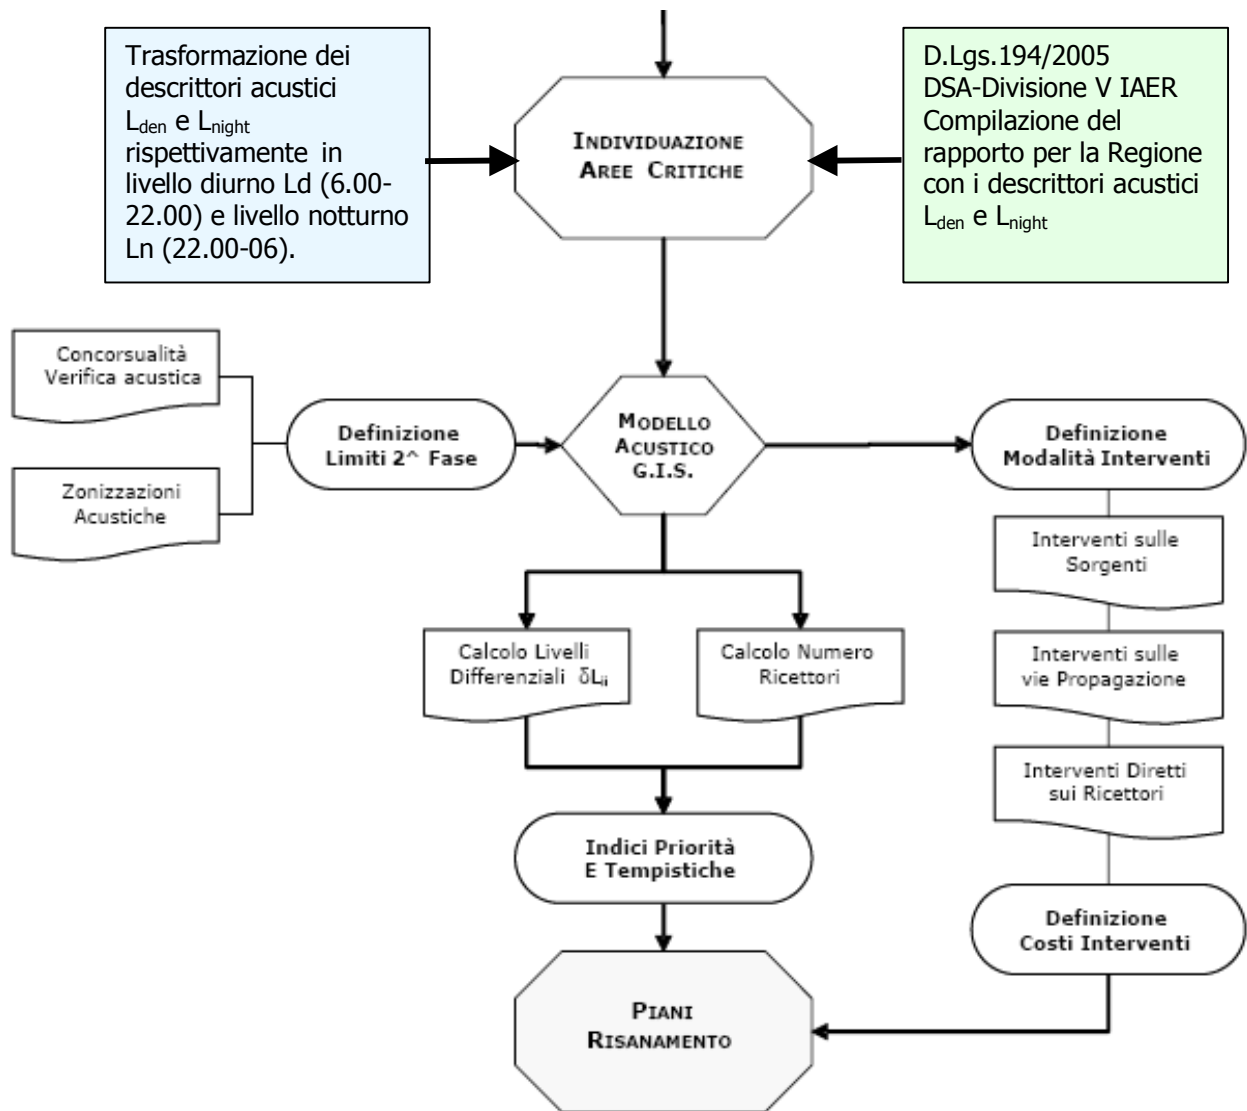 Trasformazione dei
descrittori acustici
Lden e Lnight
rispettivamente in
livello diurno Ld (6.00-
22.00) e livello notturno
Ln (22.00-06).
INDIVIDUAZIONE
AREE CRITICHE
D.Lgs.194/2005
DSA-Divisione V IAER
Compilazione del
rapporto per la Regione
con i descrittori acustici
Lden e Lnight
Concorsualità
Verifica acustica
Zonizzazioni
Acustiche
Definizione
Limiti 2^ Fase
MODELLO
ACUSTICO
G.I.S.
Definizione
Modalità Interventi
Interventi sulle
Sorgenti
Interventi sulle
vie Propagazione
Interventi Diretti
sui Ricettori
Calcolo Livelli
Differenziali δLii
Calcolo Numero
Ricettori
Indici Priorità
E Tempistiche
Definizione
Costi Interventi
PIANI
RISANAMENTO